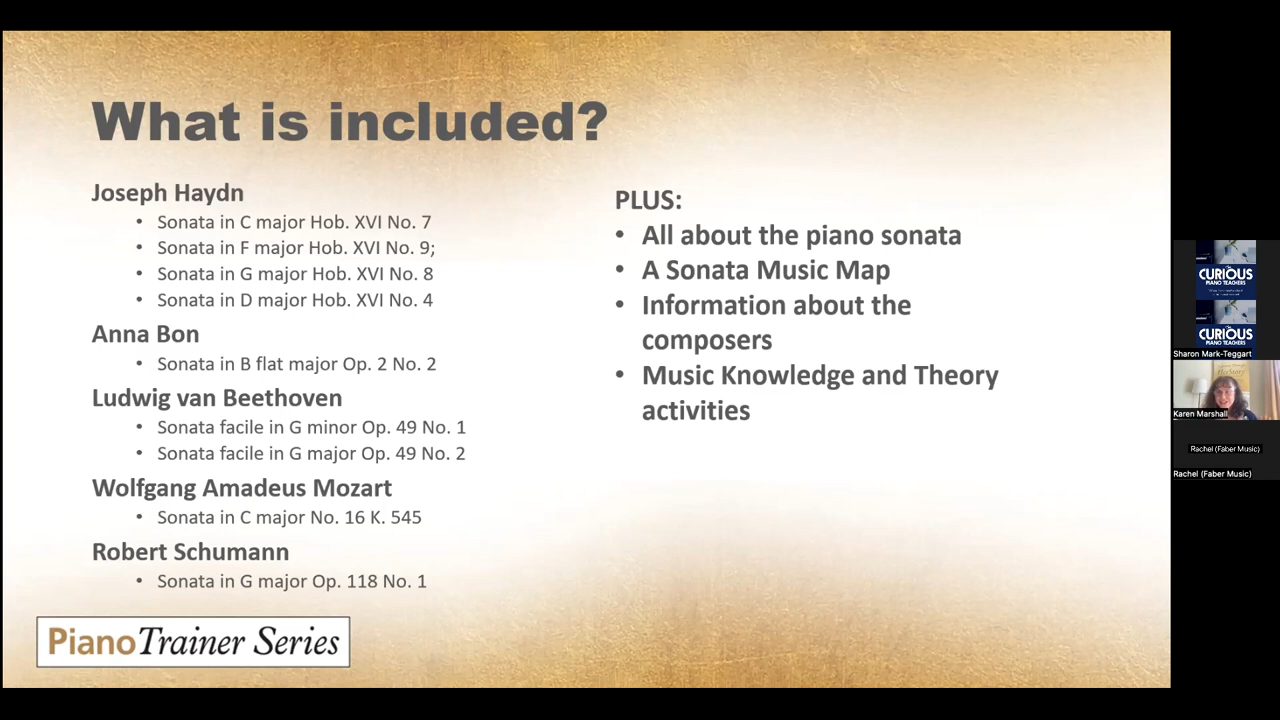 What is included?
Joseph Haydn
• Sonata in C major Hob. XVI No. 7
• Sonata in F major Hob. XVI No. 9;
• Sonata in G major Hob. XVI No. 8
• Sonata in D major Hob. XVI No. 4
Anna Bon
• Sonata in B flat major Op. 2 No. 2
Ludwig van Beethoven
• Sonata facile in G minor Op. 49 No. 1
• Sonata facile in G major Op. 49 No. 2
Wolfgang Amadeus Mozart
• Sonata in C major No. 16 K. 545
Robert Schumann
• Sonata in G major Op. 118 No. 1
PianoTrainer Series
PLUS:
• All about the piano sonata
• A Sonata Music Map
• Information about the
composers
• Music Knowledge and Theory
activities
CURIOUS
PIANO TEACHERS
CURIOUS
PIANO TEACHERS
Sharon Mark-Teggart
Karen Marshall
Rachel (Faber Music)
Rachel (Faber Music)